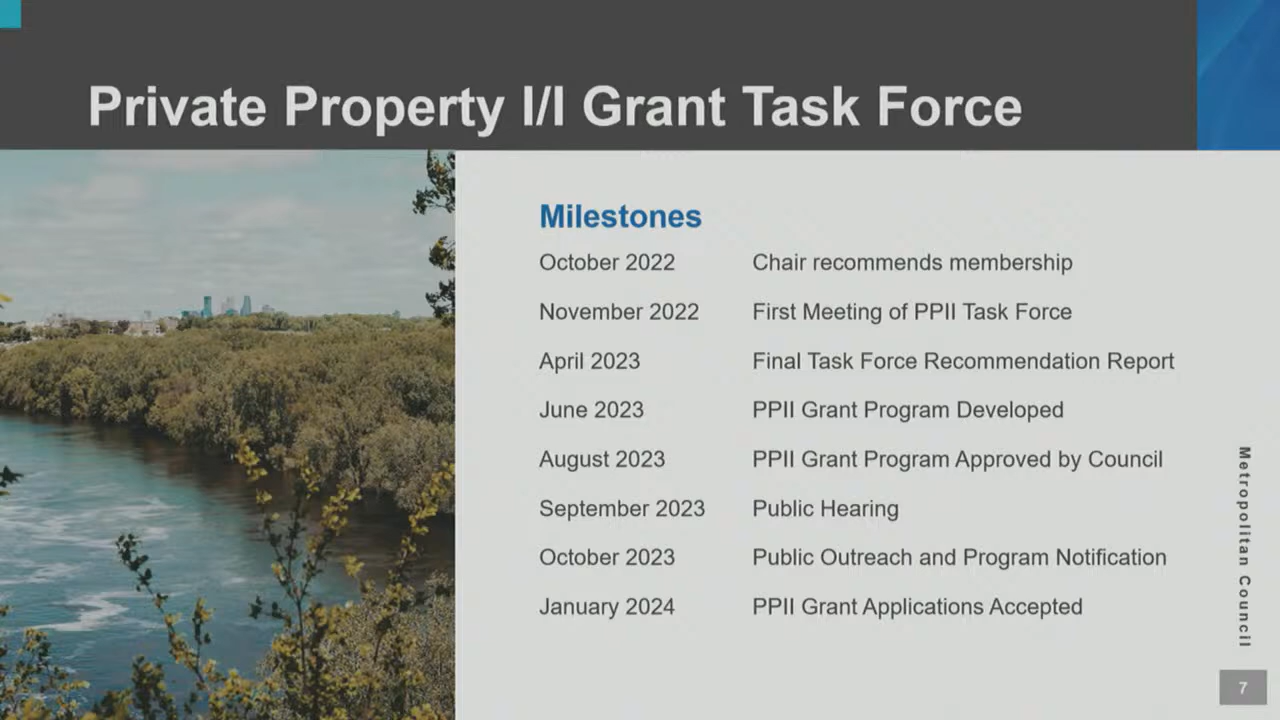 Private Property I/I Grant Task Force
Milestones
October 2022 Chair recommends membership
November 2022 First Meeting of PPII Task Force
April 2023 Final Task Force Recommendation Report
June 2023 PPII Grant Program Developed
August 2023 PPII Grant Program Approved by Council
September 2023 Public Hearing
October 2023 Public Outreach and Program Notification
January 2024 PPII Grant Applications Accepted
Metropolitan Council
7